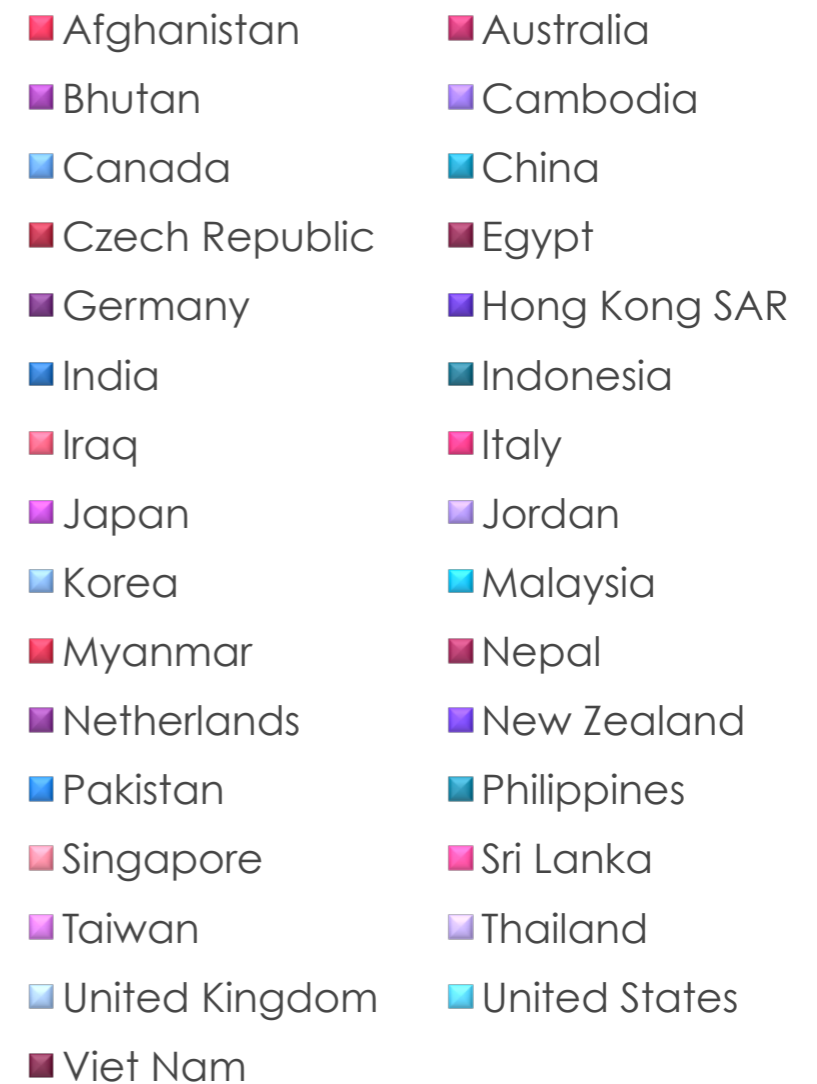 Afghanistan Australia
Bhutan Cambodia
Canada China
Czech Republic Egypt
Germany Hong Kong SAR
India Indonesia
Iraq Italy
Japan Jordan
Korea Malaysia
Myanmar Nepal
Netherlands New Zealand
Pakistan Philippines
Singapore Sri Lanka
Taiwan Thailand
United Kingdom United States
Viet Nam